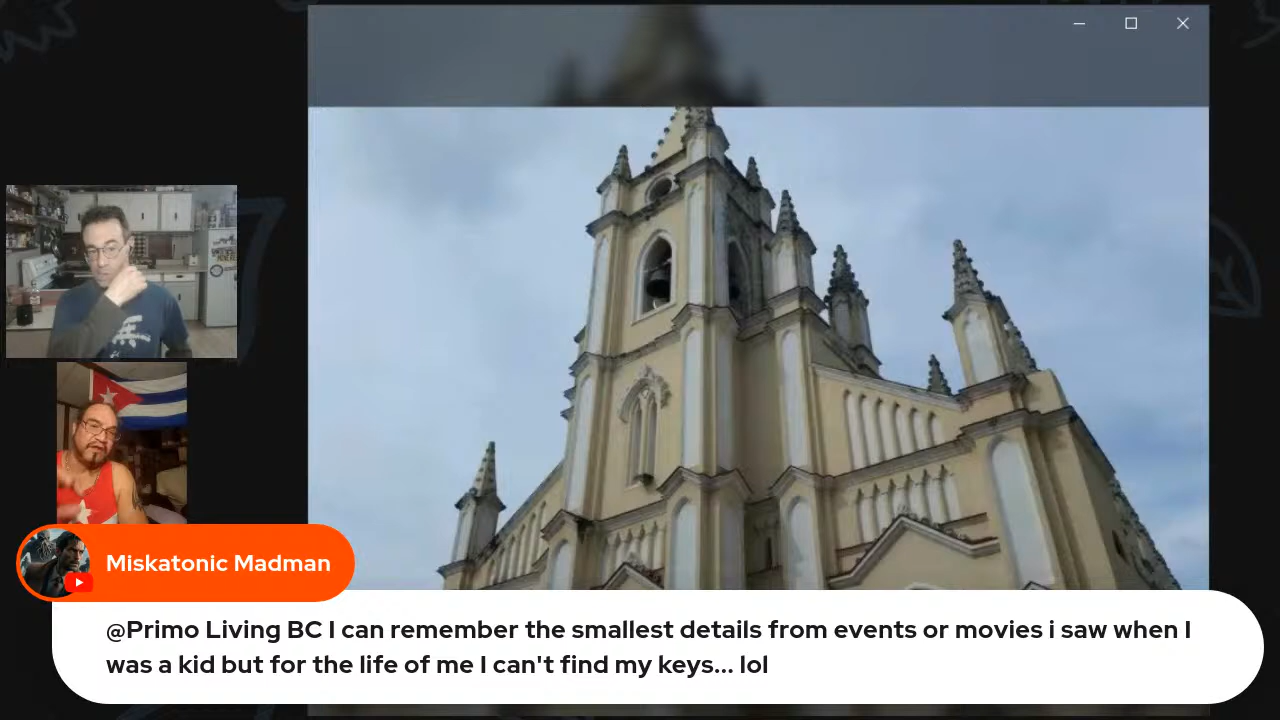 Miskatonic Madman
@Primo Living BC I can remember the smallest details from events or movies i saw when I
was a kid but for the life of me I can't find my keys... lol